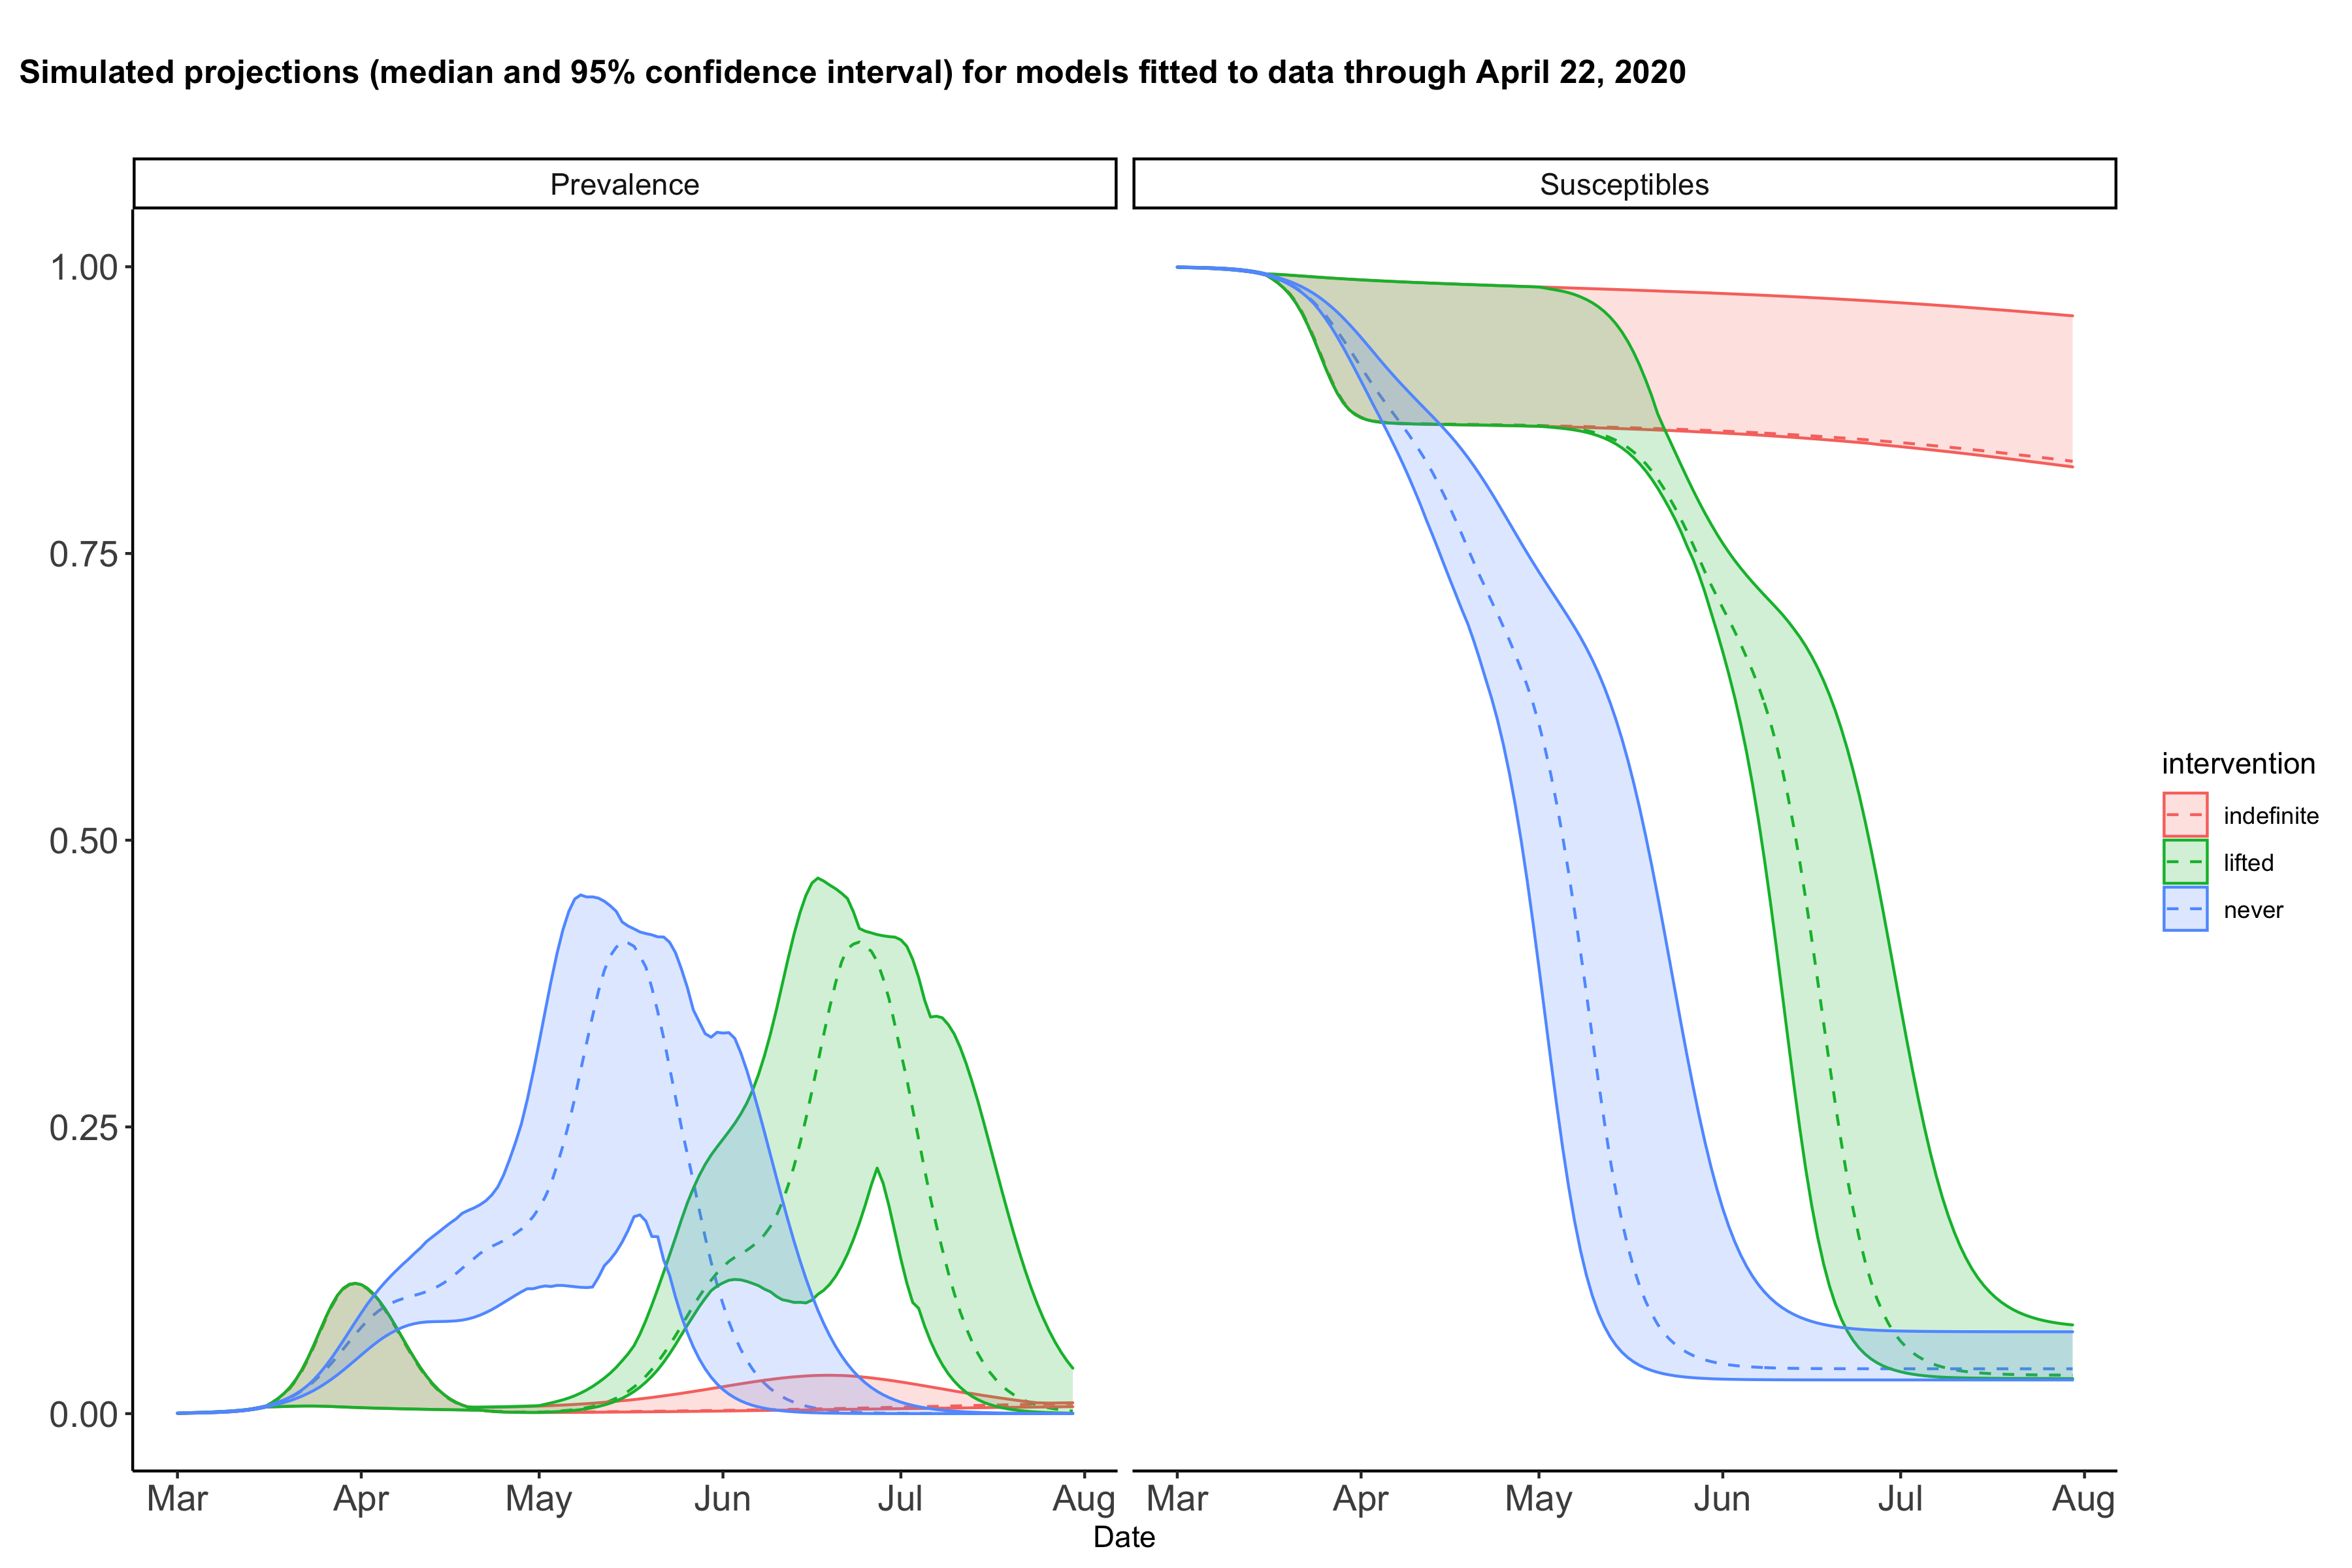 Simulated projections (median and 95% confidence interval) for models fitted to data through April 22, 2020
Prevalence
Susceptibles
1.00
0.75
0.50
0.25
0.00
Mar Apr May Jun Jul Aug
Mar Apr May Jun Jul Aug
Date
intervention
indefinite
lifted
never